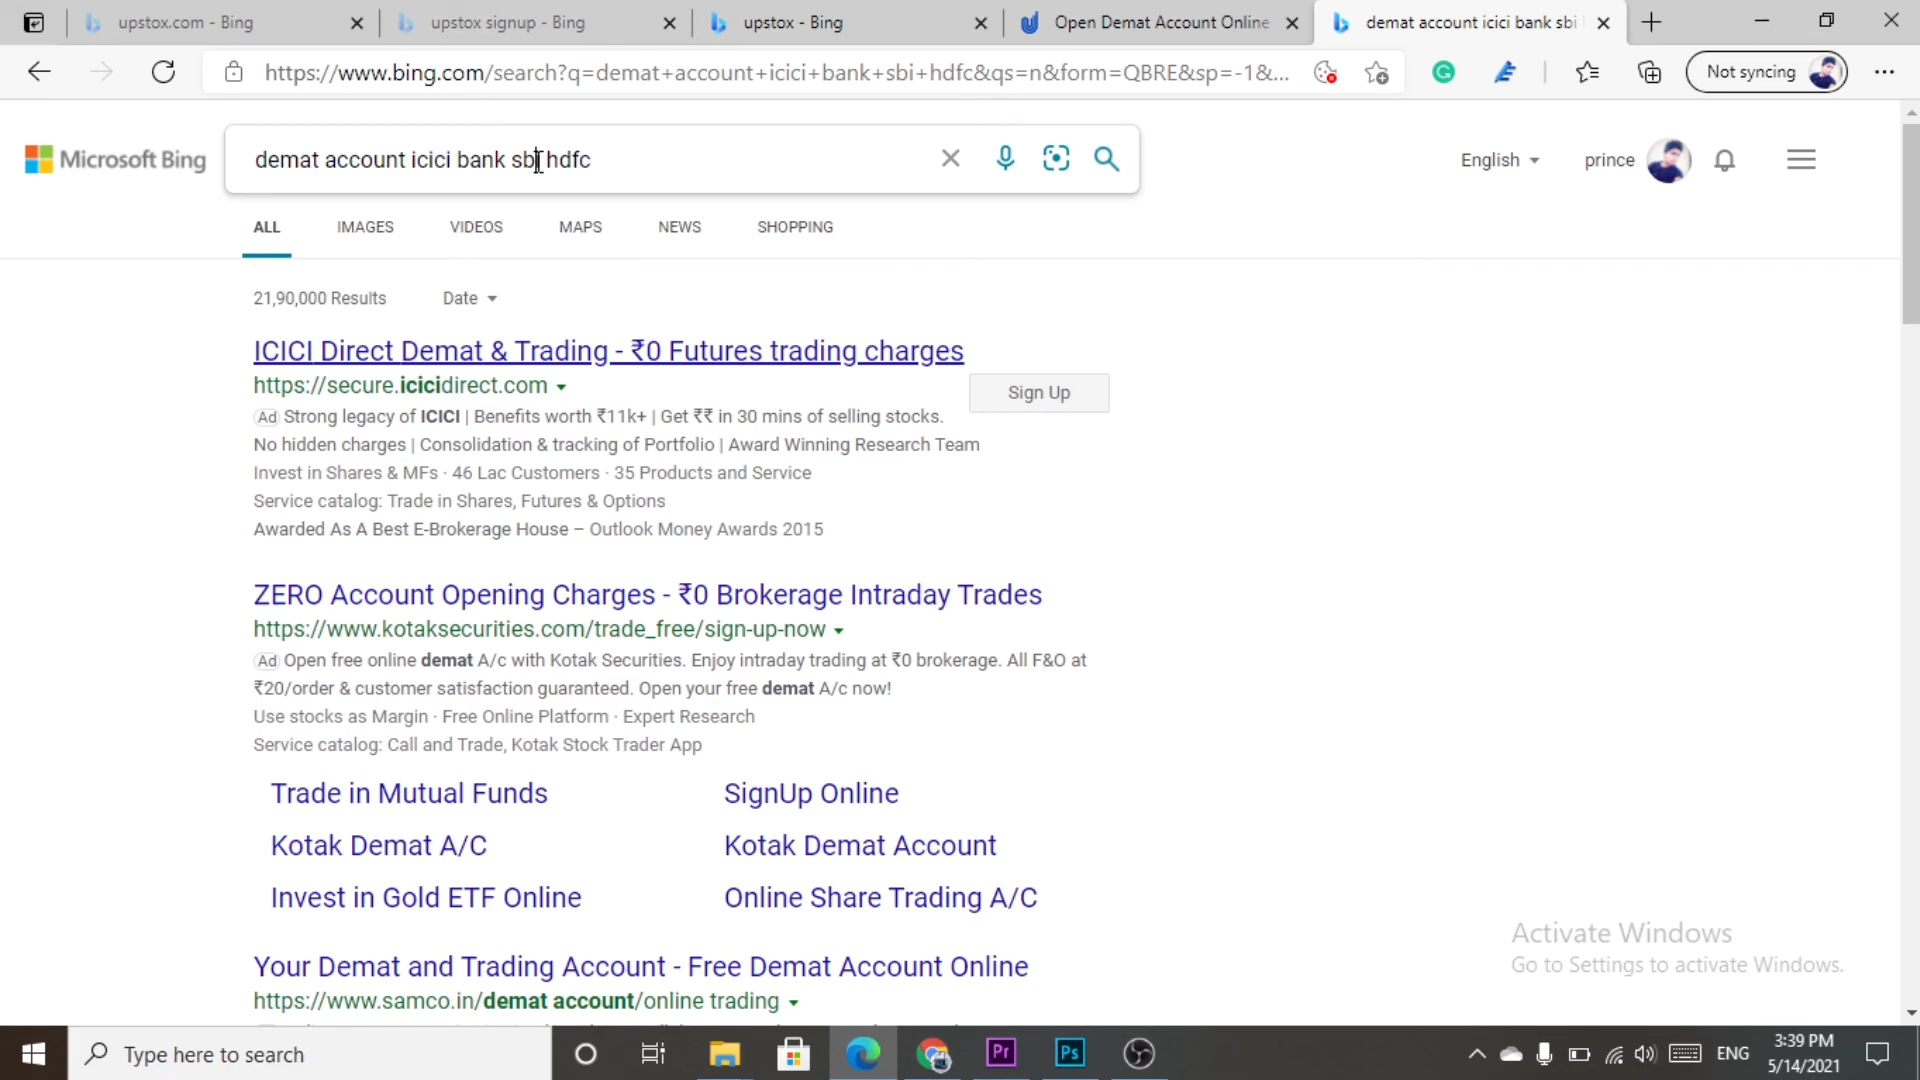 upstox.com - Bing
upstox signup - Bing
upstox - Bing
Open Demat Account Online
demat account icici bank sbi
https://www.bing.com/search?q=demat+account+icici+bank+sbi+hdfc&qs=n&form=QBRE&sp=-1&...
Not syncing
Microsoft Bing
demat account icici bank sbi hdfc
English
prince
ALL
IMAGES
VIDEOS
MAPS
NEWS
SHOPPING
21,90,000 Results
Date
ICICI Direct Demat & Trading - ₹0 Futures trading charges
https://secure.icicidirect.com
Sign Up
Ad Strong legacy of ICICI | Benefits worth ₹11k+ | Get ₹₹ in 30 mins of selling stocks.
No hidden charges | Consolidation & tracking of Portfolio | Award Winning Research Team
Invest in Shares & MFs · 46 Lac Customers · 35 Products and Service
Service catalog: Trade in Shares, Futures & Options
Awarded As A Best E-Brokerage House – Outlook Money Awards 2015
ZERO Account Opening Charges - ₹0 Brokerage Intraday Trades
https://www.kotaksecurities.com/trade_free/sign-up-now
Ad Open free online demat A/c with Kotak Securities. Enjoy intraday trading at ₹0 brokerage. All F&O at
₹20/order & customer satisfaction guaranteed. Open your free demat A/c now!
Use stocks as Margin · Free Online Platform · Expert Research
Service catalog: Call and Trade, Kotak Stock Trader App
Trade in Mutual Funds
SignUp Online
Kotak Demat A/C
Kotak Demat Account
Invest in Gold ETF Online
Online Share Trading A/C
Your Demat and Trading Account - Free Demat Account Online
https://www.samco.in/demat account/online trading
Activate Windows
Go to Settings to activate Windows.
Type here to search
Pr
Ps
ENG
3:39 PM
5/14/2021